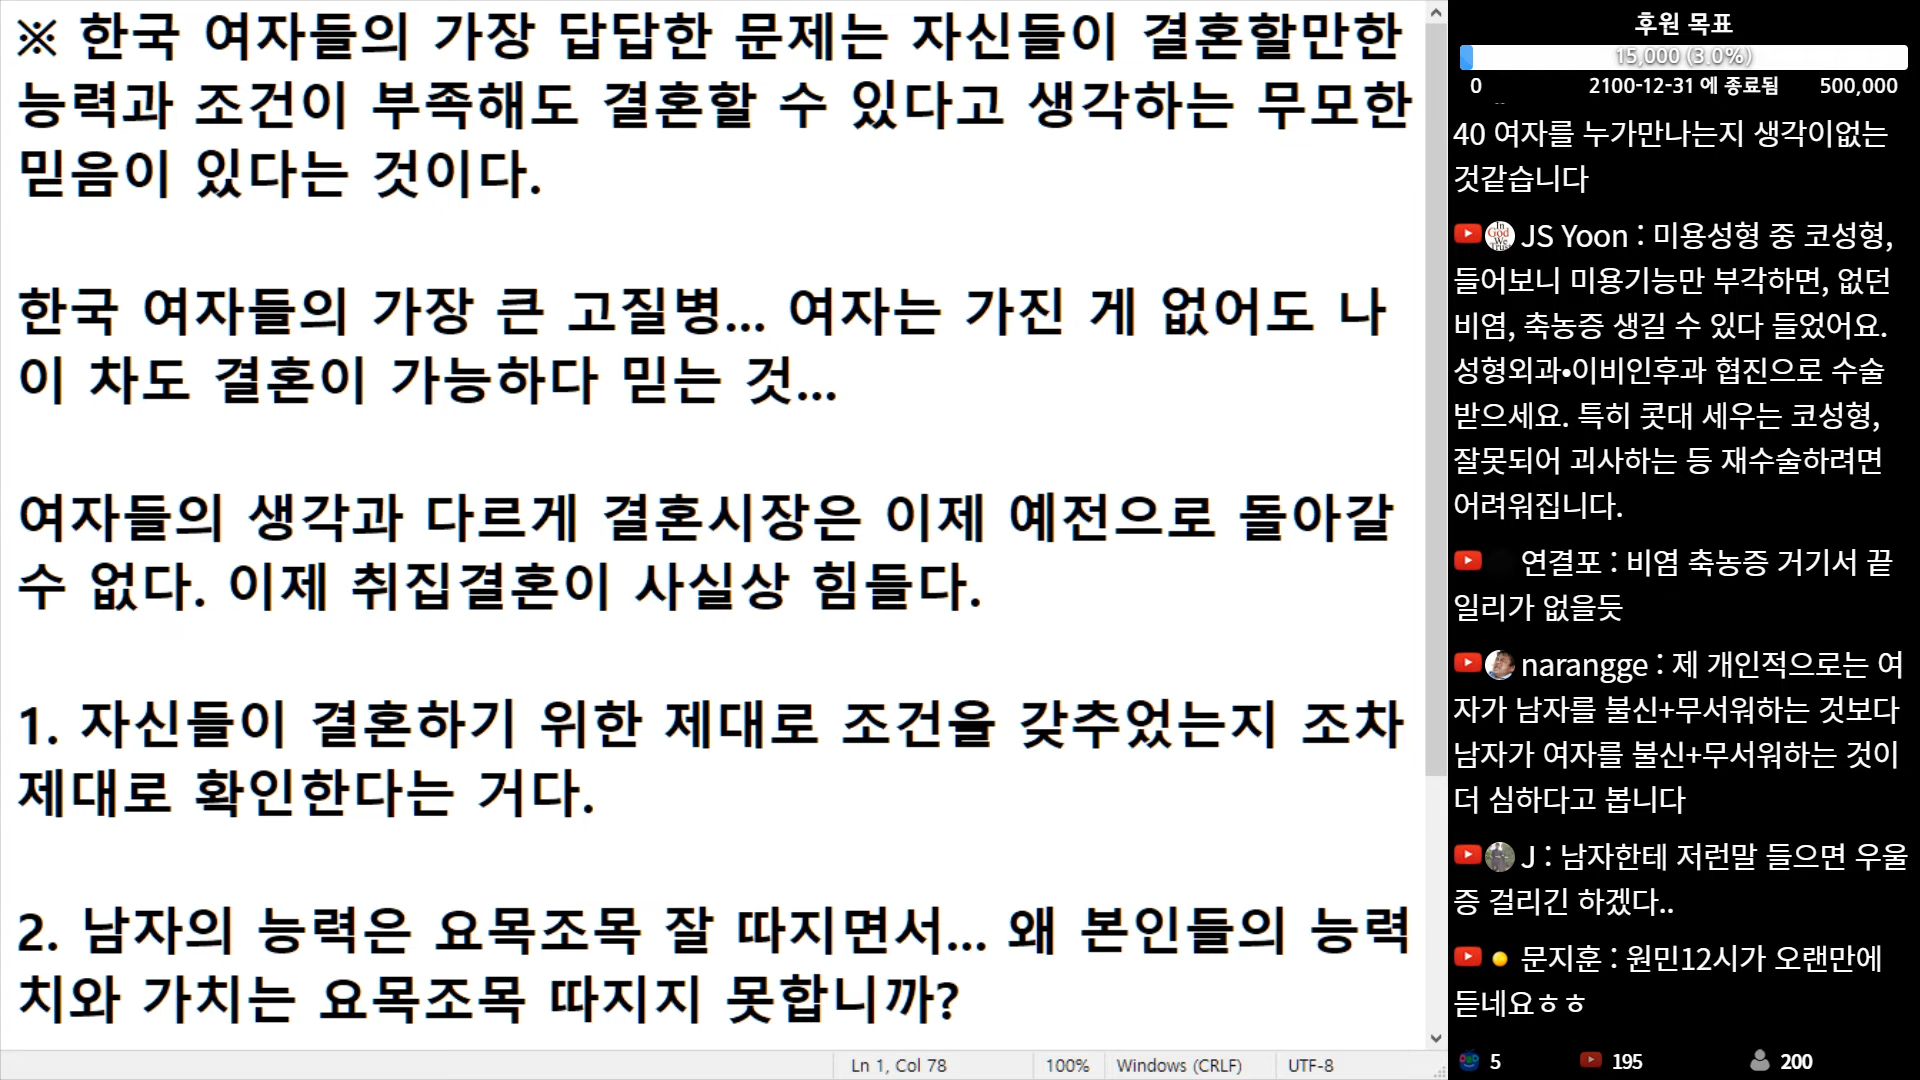 ※ 한국 여자들의 가장 답답한 문제는 자신들이 결혼할만한
능력과 조건이 부족해도 결혼할 수 있다고 생각하는 무모한
믿음이 있다는 것이다.
한국 여자들의 가장 큰 고질병... 여자는 가진 게 없어도 나
이 차도 결혼이 가능하다 믿는 것...
여자들의 생각과 다르게 결혼시장은 이제 예전으로 돌아갈
수 없다. 이제 취집결혼이 사실상 힘들다.
1. 자신들이 결혼하기 위한 제대로 조건을 갖추었는지 조차
제대로 확인한다는 거다.
2. 남자의 능력은 요목조목 잘 따지면서... 왜 본인들의 능력
치와 가치는 요목조목 따지지 못합니까?
Ln 1, Col 78
100%
Windows (CRLF)
UTF-8
후원 목표
15,000 (3.0%)
0 2100-12-31 에 종료됨 500,000
40 여자를 누가만나는지 생각이없는
것같습니다
In God We Trust
JS Yoon : 미용성형 중 코성형,
들어보니 미용기능만 부각하면, 없던
비염, 축농증 생길 수 있다 들었어요.
성형외과•이비인후과 협진으로 수술
받으세요. 특히 콧대 세우는 코성형,
잘못되어 괴사하는 등 재수술하려면
어려워집니다.
연결포 : 비염 축농증 거기서 끝
일리가 없을듯
narangge : 제 개인적으로는 여
자가 남자를 불신+무서워하는 것보다
남자가 여자를 불신+무서워하는 것이
더 심하다고 봅니다
J : 남자한테 저런말 들으면 우울
증 걸리긴 하겠다..
문지훈 : 원민12시가 오랜만에
듣네요ㅎㅎ
5 195 200